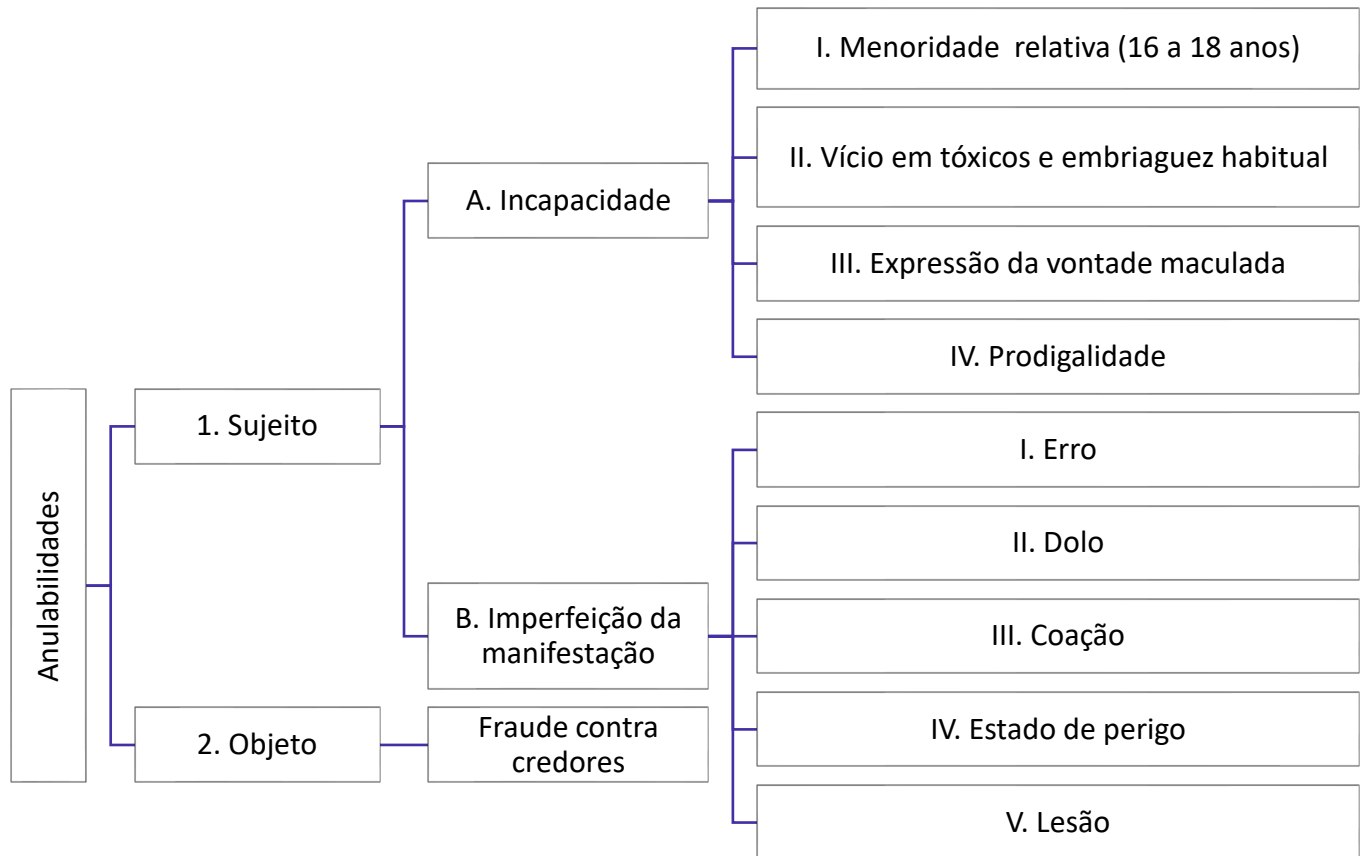 Anulabilidades
1. Sujeito
A. Incapacidade
I. Menoridade relativa (16 a 18 anos)
II. Vício em tóxicos e embriaguez habitual
III. Expressão da vontade maculada
IV. Prodigalidade
B. Imperfeição da
manifestação
I. Erro
II. Dolo
III. Coação
IV. Estado de perigo
V. Lesão
2. Objeto
Fraude contra
credores